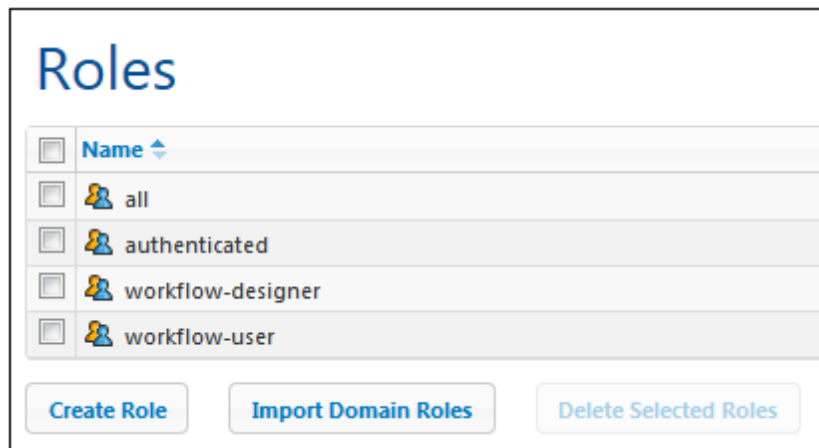 Roles
Name
all
authenticated
workflow-designer
workflow-user
Create Role Import Domain Roles Delete Selected Roles